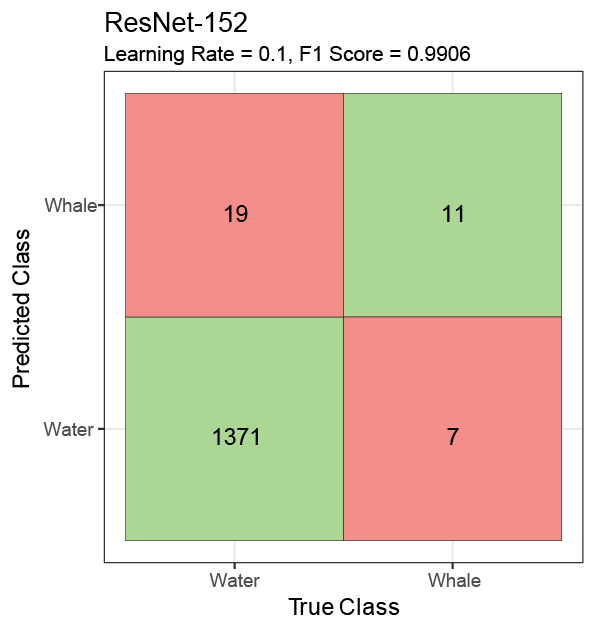 ResNet-152
Learning Rate = 0.1, F1 Score = 0.9906
Predicted Class
Whale
19
11
Water
1371
7
Water
Whale
True Class